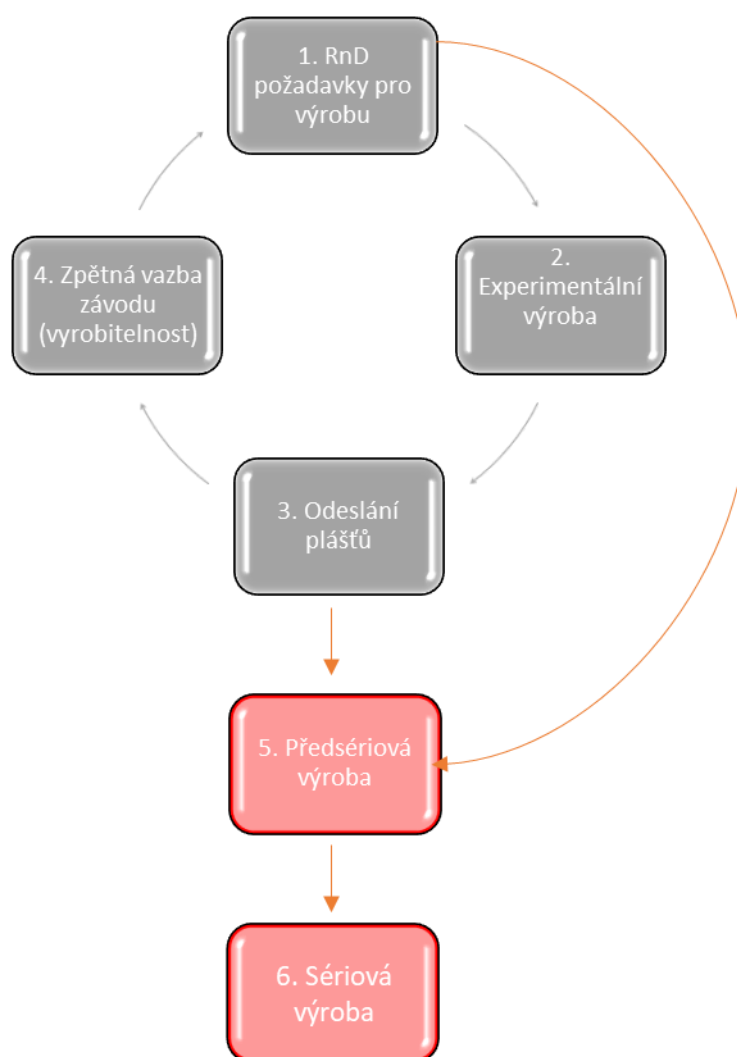 1. RnD
požadavky pro
výrobu
2.
Experimentální
výroba
3. Odeslání
plášťů
4. Zpětná vazba
závodu
(vyrobitelnost)
5. Předsériová
výroba
6. Sériová
výroba